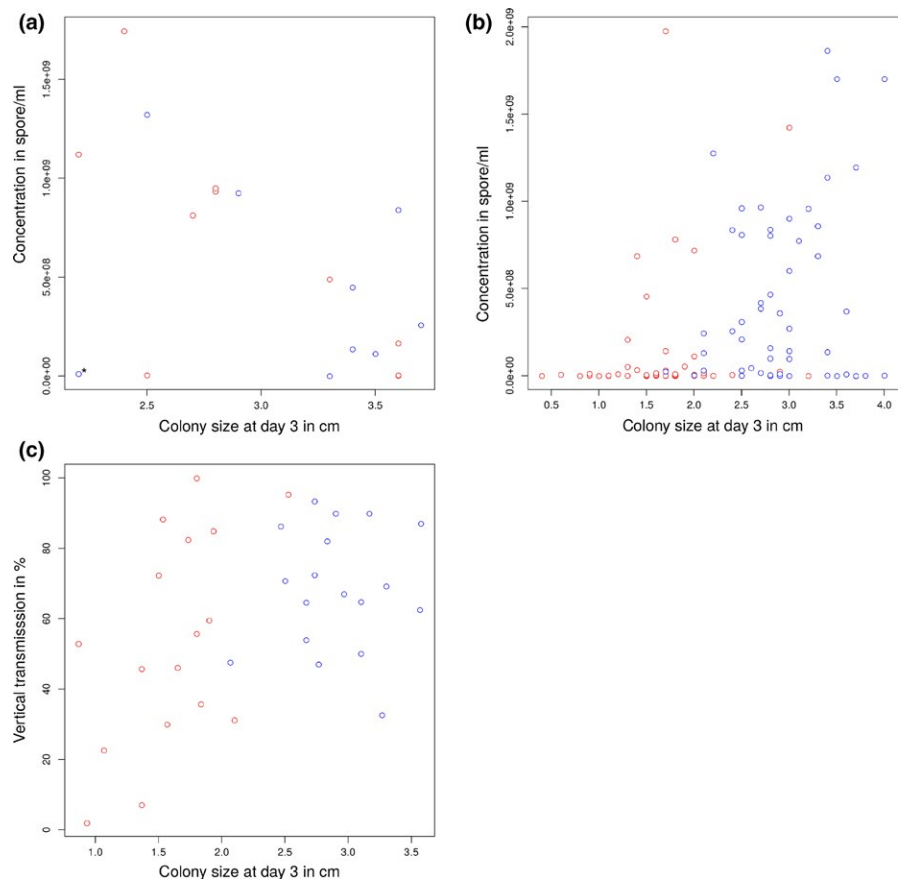 (a)
Concentration in spore/ml
1.5e+09
1.0e+09
5.0e+08
0.0e+00
*
2.5 3.0 3.5
Colony size at day 3 in cm
(b)
Concentration in spore/ml
2.0e+09
1.5e+09
1.0e+09
5.0e+08
0.0e+00
0.5 1.0 1.5 2.0 2.5 3.0 3.5 4.0
Colony size at day 3 in cm
(c)
Vertical transmisssion in %
100
80
60
40
20
0
1.0 1.5 2.0 2.5 3.0 3.5
Colony size at day 3 in cm